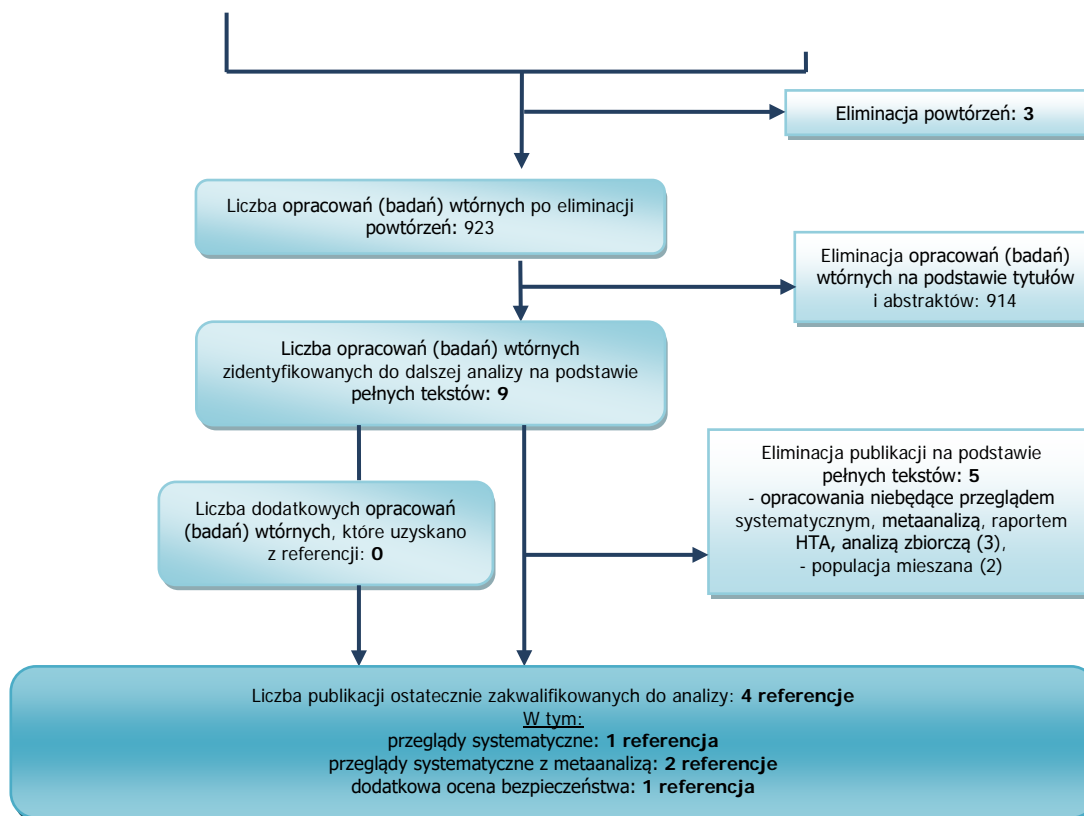 Eliminacja powtórzeń: 3
Liczba opracowań (badań) wtórnych po eliminacji
powtórzeń: 923
Eliminacja opracowań (badań)
wtórnych na podstawie tytułów
i abstraktów: 914
Liczba opracowań (badań) wtórnych
zidentyfikowanych do dalszej analizy na podstawie
pełnych tekstów: 9
Eliminacja publikacji na podstawie
pełnych tekstów: 5
- opracowania niebędące przeglądem
systematycznym, metaanalizą, raportem
HTA, analizą zbiorczą (3),
- populacja mieszana (2)
Liczba dodatkowych opracowań
(badań) wtórnych, które uzyskano
z referencji: 0
Liczba publikacji ostatecznie zakwalifikowanych do analizy: 4 referencje
W tym:
przeglądy systematyczne: 1 referencja
przeglądy systematyczne z metaanalizą: 2 referencje
dodatkowa ocena bezpieczeństwa: 1 referencja